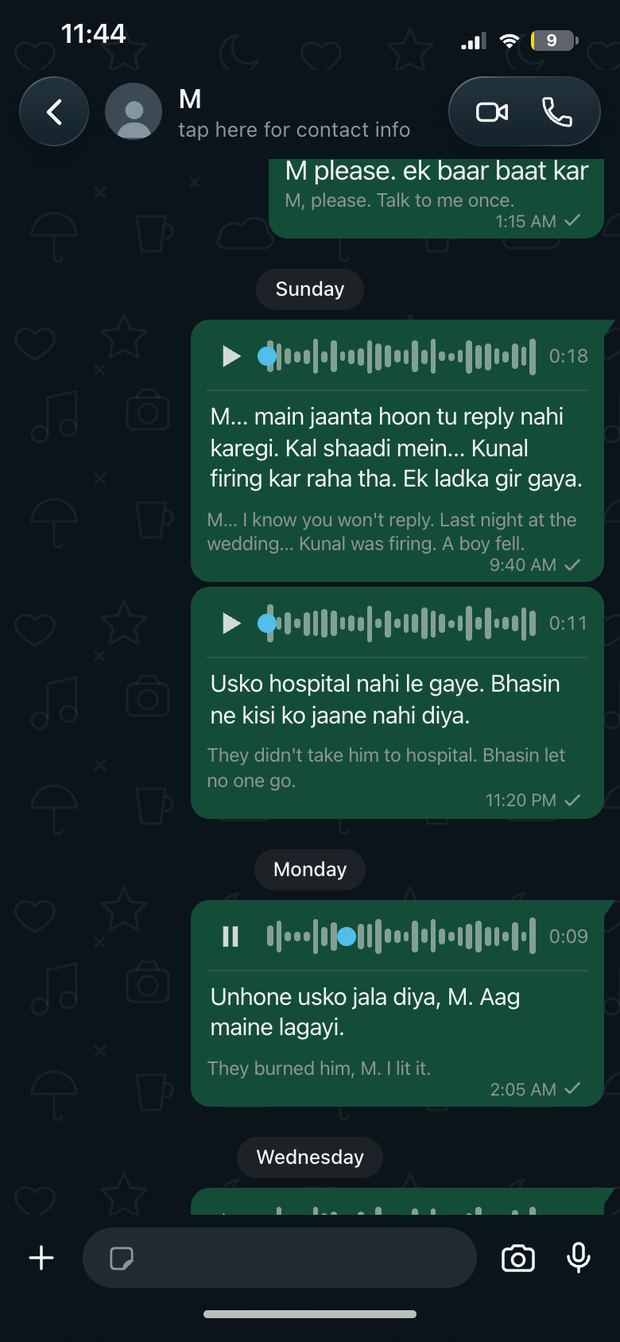 11:44
9
M
tap here for contact info
M please. ek baar baat kar
M, please. Talk to me once.
1:15 AM
Sunday
0:18
M... main jaanta hoon tu reply nahi
karegi. Kal shaadi mein... Kunal
firing kar raha tha. Ek ladka gir gaya.
M... I know you won't reply. Last night at the
wedding... Kunal was firing. A boy fell.
9:40 AM
0:11
Usko hospital nahi le gaye. Bhasin
ne kisi ko jaane nahi diya.
They didn't take him to hospital. Bhasin let
no one go.
11:20 PM
Monday
0:09
Unhone usko jala diya, M. Aag
maine lagayi.
They burned him, M. I lit it.
2:05 AM
Wednesday